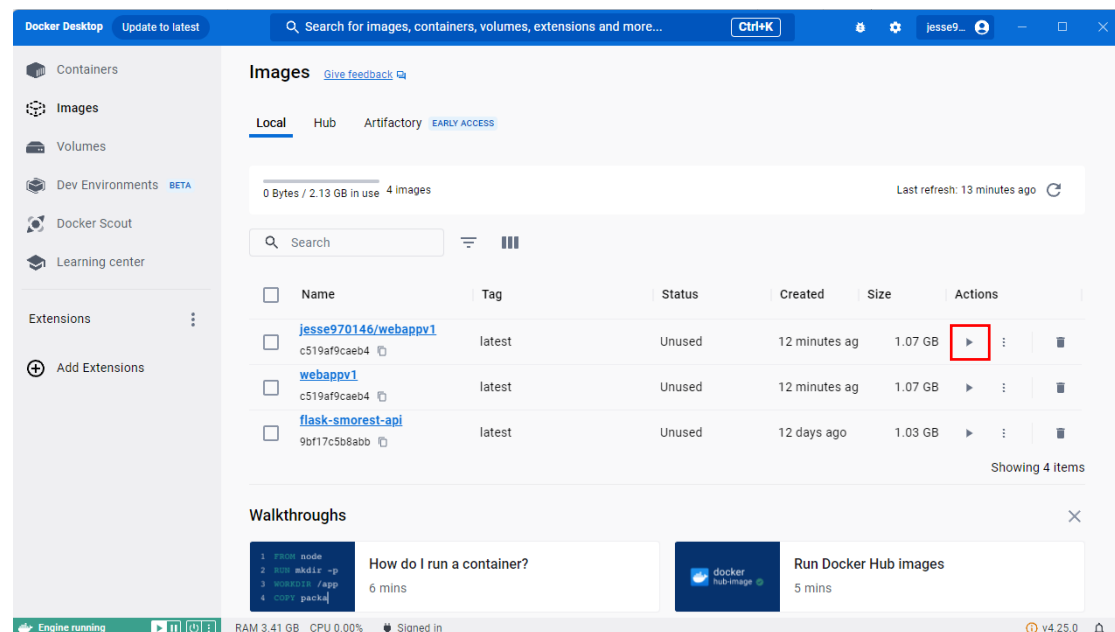 Docker Desktop Update to latest Search for images, containers, volumes, extensions and more... Ctrl+K jesse9...
Containers
Images
Volumes
Dev Environments BETA
Docker Scout
Learning center
Extensions
Add Extensions
Images Give feedback
Local Hub Artifactory EARLY ACCESS
0 Bytes / 2.13 GB in use 4 images Last refresh: 13 minutes ago
Search
Name Tag Status Created Size Actions
jesse970146/webappv1
c519af9caeb4
latest Unused 12 minutes ag 1.07 GB
webappv1
c519af9caeb4
latest Unused 12 minutes ag 1.07 GB
flask-smorest-api
9bf17c5b8abb
latest Unused 12 days ago 1.03 GB
Showing 4 items
Walkthroughs
1 FROM node
2 RUN mkdir -p
3 WORKDIR /app
4 COPY packa
How do I run a container?
6 mins
docker
hub-image
Run Docker Hub images
5 mins
Engine running RAM 3.41 GB CPU 0.00% Signed in v4.25.0